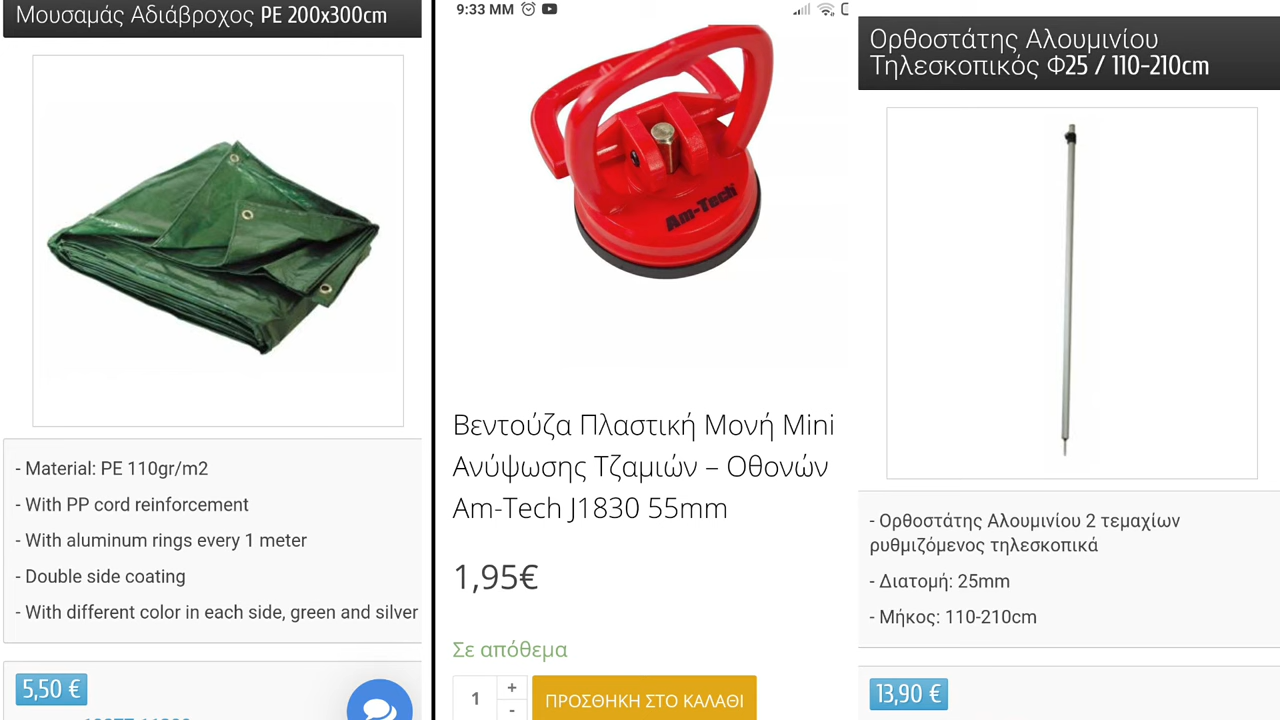 Μουσαμάς Αδιάβροχος PE 200x300cm
- Material: PE 110gr/m2
- With PP cord reinforcement
- With aluminum rings every 1 meter
- Double side coating
- With different color in each side, green and silver
5,50 €
9:33 ΜΜ
Am-Tech
Βεντούζα Πλαστική Μονή Mini
Ανύψωσης Τζαμιών – Οθονών
Am-Tech J1830 55mm
1,95€
Σε απόθεμα
1
+
-
ΠΡΟΣΘΗΚΗ ΣΤΟ ΚΑΛΑΘΙ
Ορθοστάτης Αλουμινίου
Τηλεσκοπικός Φ25 / 110-210cm
- Ορθοστάτης Αλουμινίου 2 τεμαχίων
ρυθμιζόμενος τηλεσκοπικά
- Διατομή: 25mm
- Μήκος: 110-210cm
13,90 €